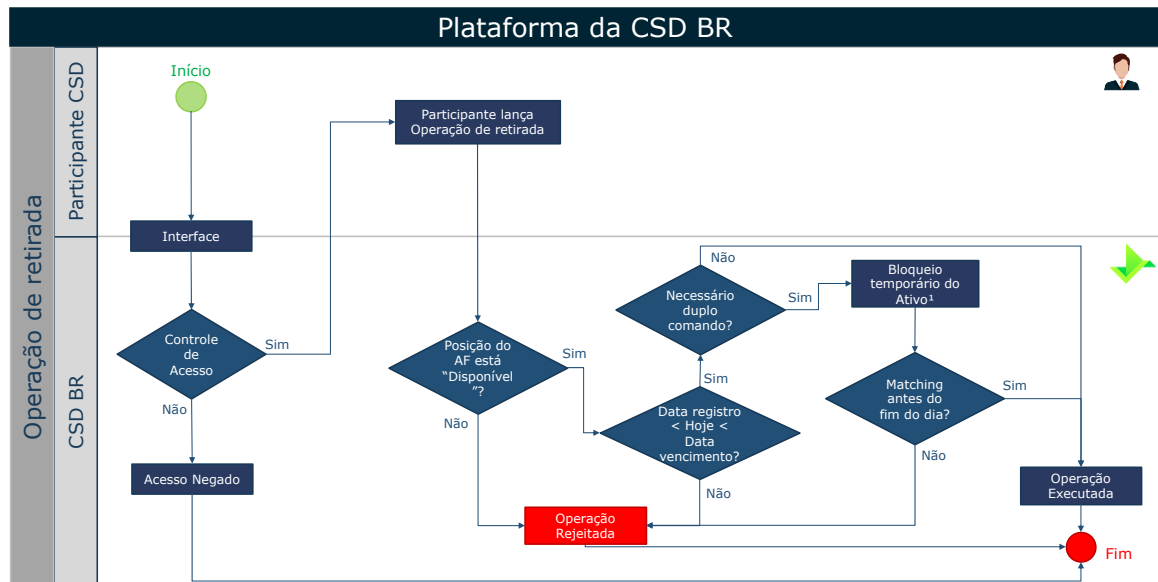 Plataforma da CSD BR
Operação de retirada
Participante CSD
CSD BR
Início
Participante lança
Operação de retirada
Interface
Controle
de
Acesso
Sim
Não
Acesso Negado
Posição do
AF está
“Disponível
”?
Sim
Não
Data registro
< Hoje <
Data
vencimento?
Sim
Não
Necessário
duplo
comando?
Não
Sim
Bloqueio
temporário do
Ativo¹
Matching
antes do
fim do dia?
Sim
Não
Operação
Rejeitada
Operação
Executada
Fim